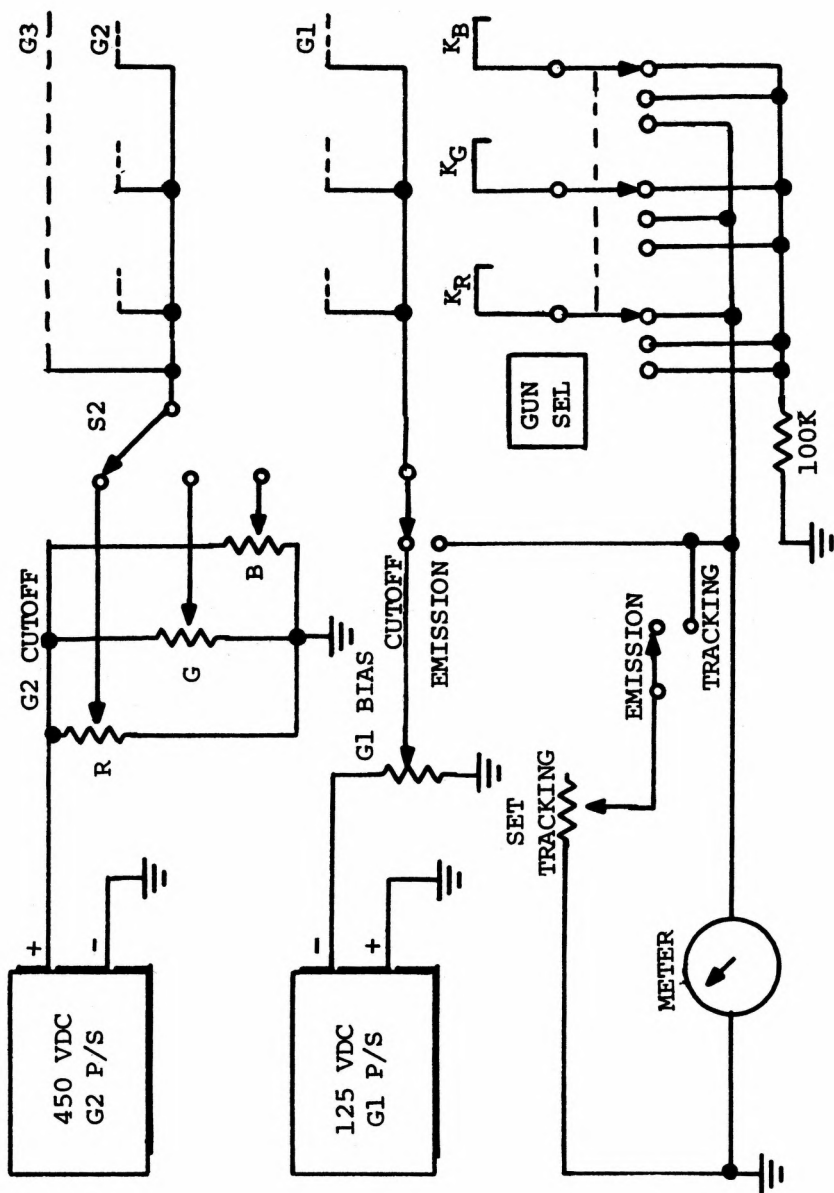 G3
G2
S2
G2 CUTOFF
R
G
B
+
-
450 VDC
G2 P/S
G1
G1 BIAS
CUTOFF
EMISSION
-
+
125 VDC
G1 P/S
KR
KG
KB
GUN
SEL
SET
TRACKING
EMISSION
TRACKING
100K
METER